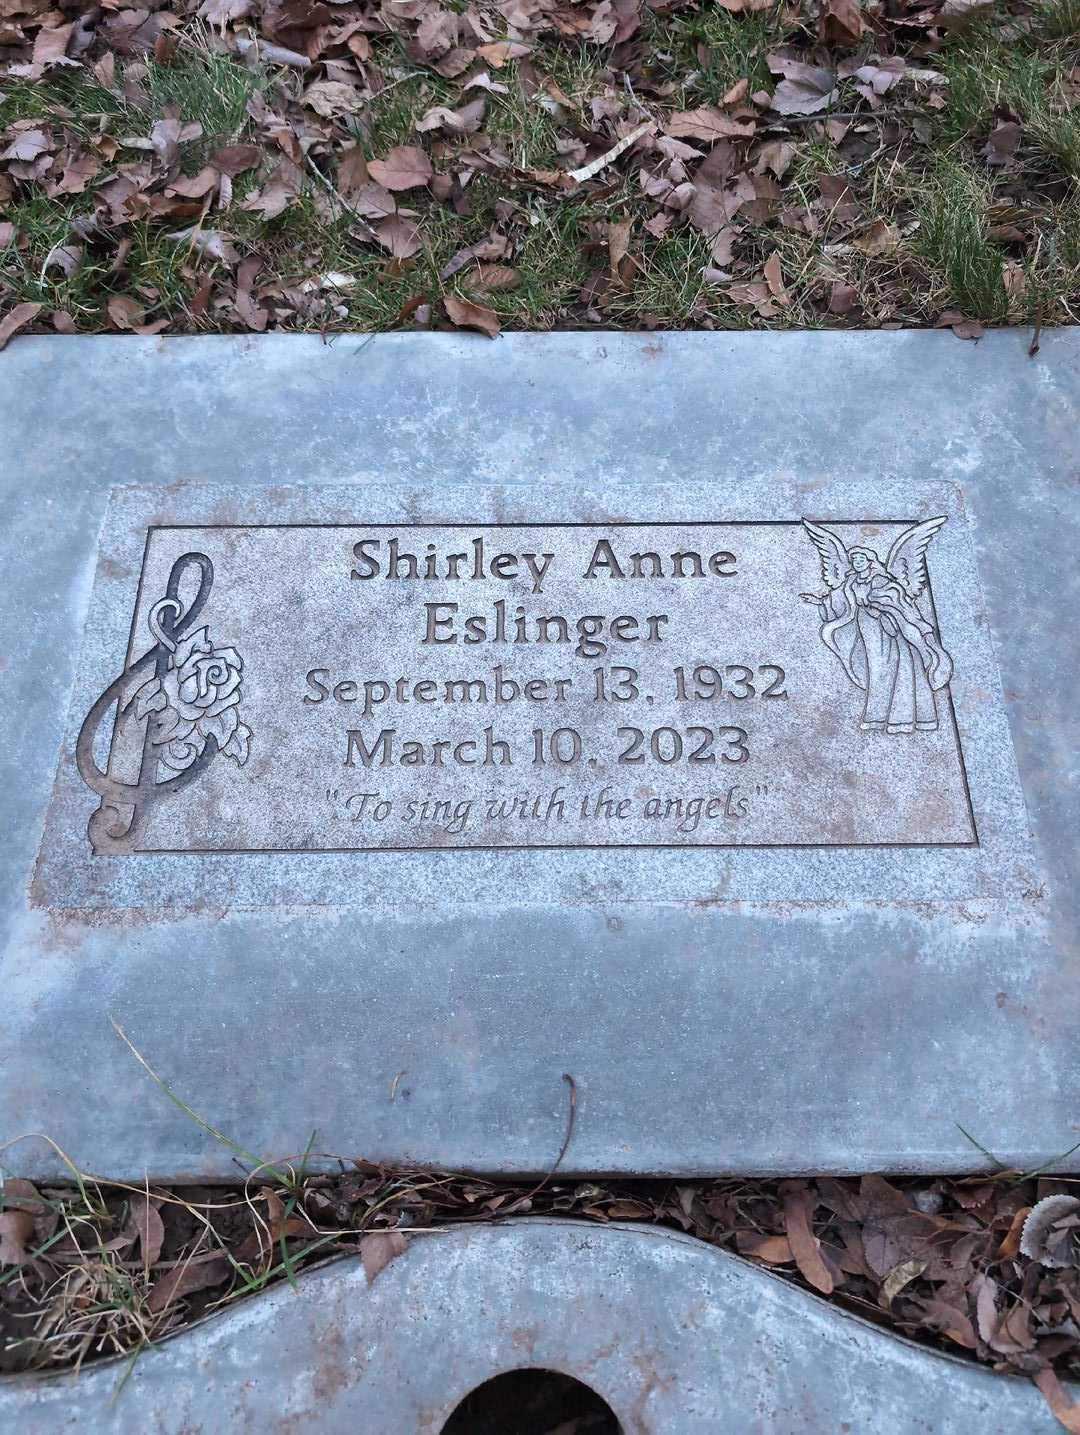 Shirley Anne
Eslinger
September 13, 1932
March 10, 2023
"To sing with the angels"